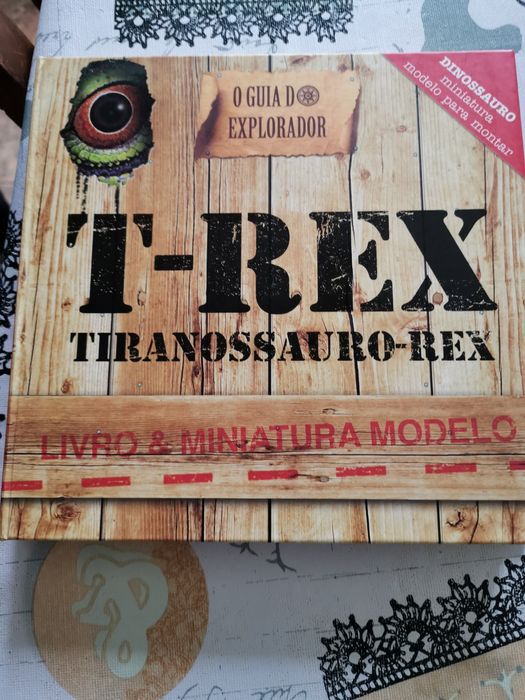 O GUIA DO
EXPLORADOR
DINOSSAURO
miniatura
modelo para montar
T-REX
TIRANOSSAURO-REX
LIVRO & MINIATURA MODELO